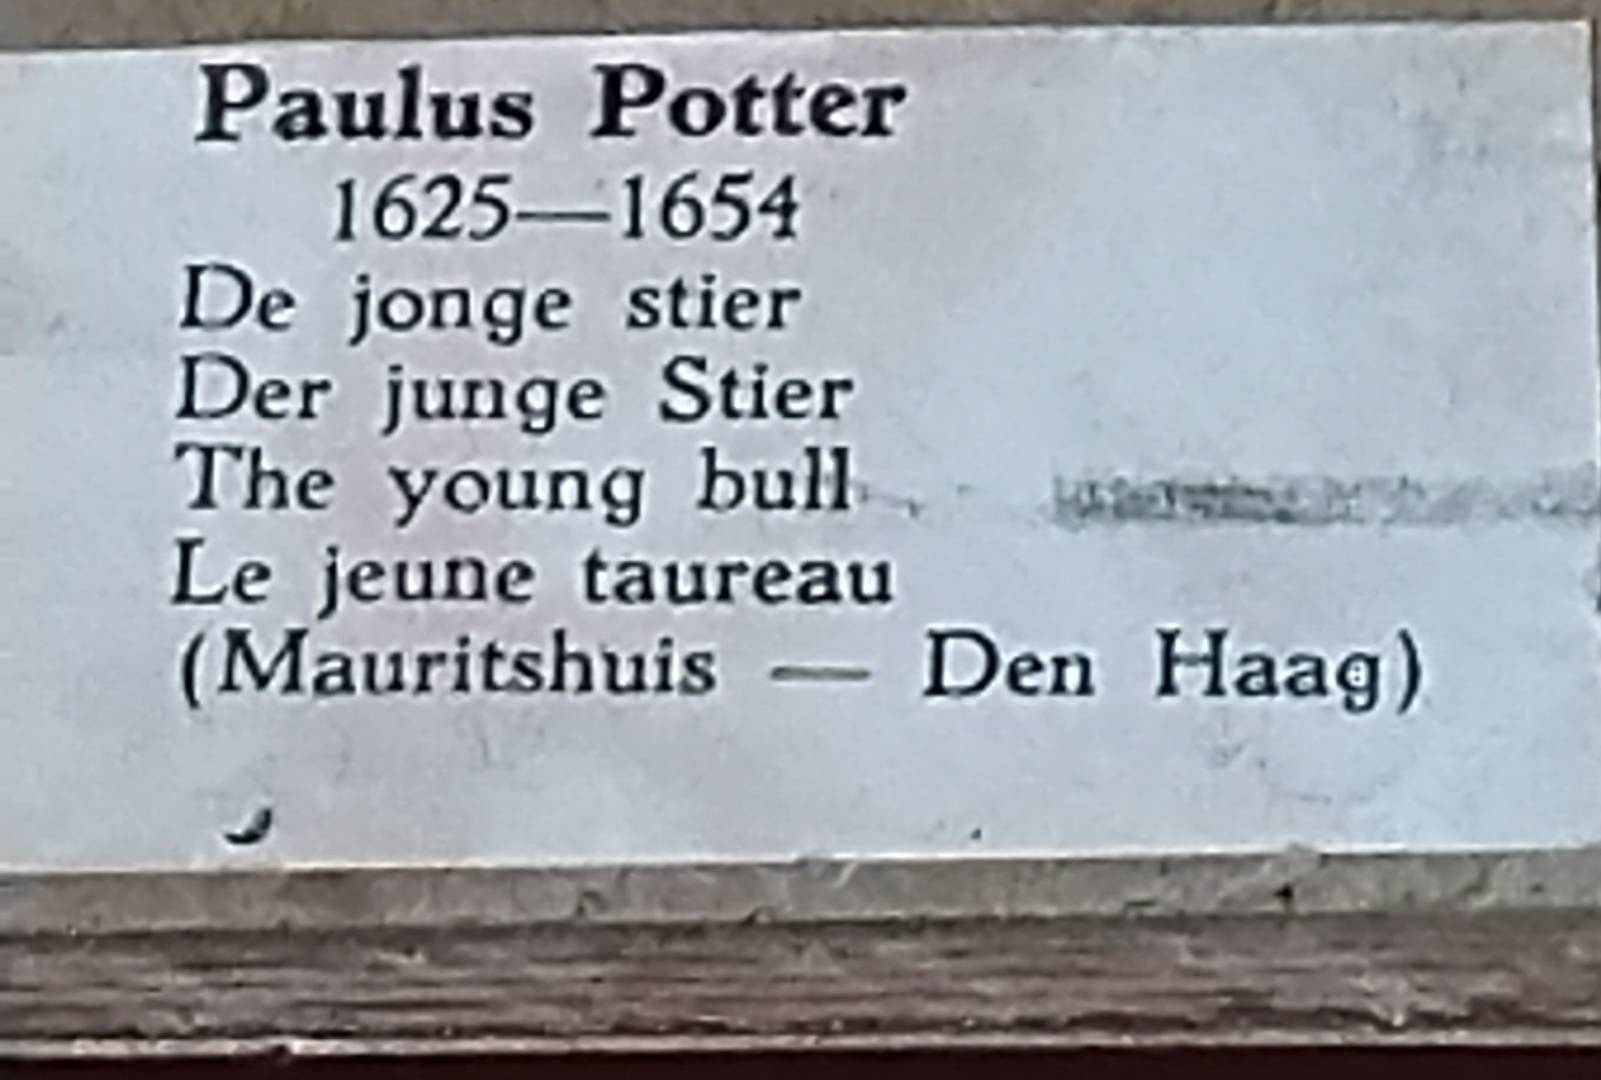 Paulus Potter
1625—1654
De jonge stier
Der junge Stier
The young bull
Le jeune taureau
(Mauritshuis — Den Haag)